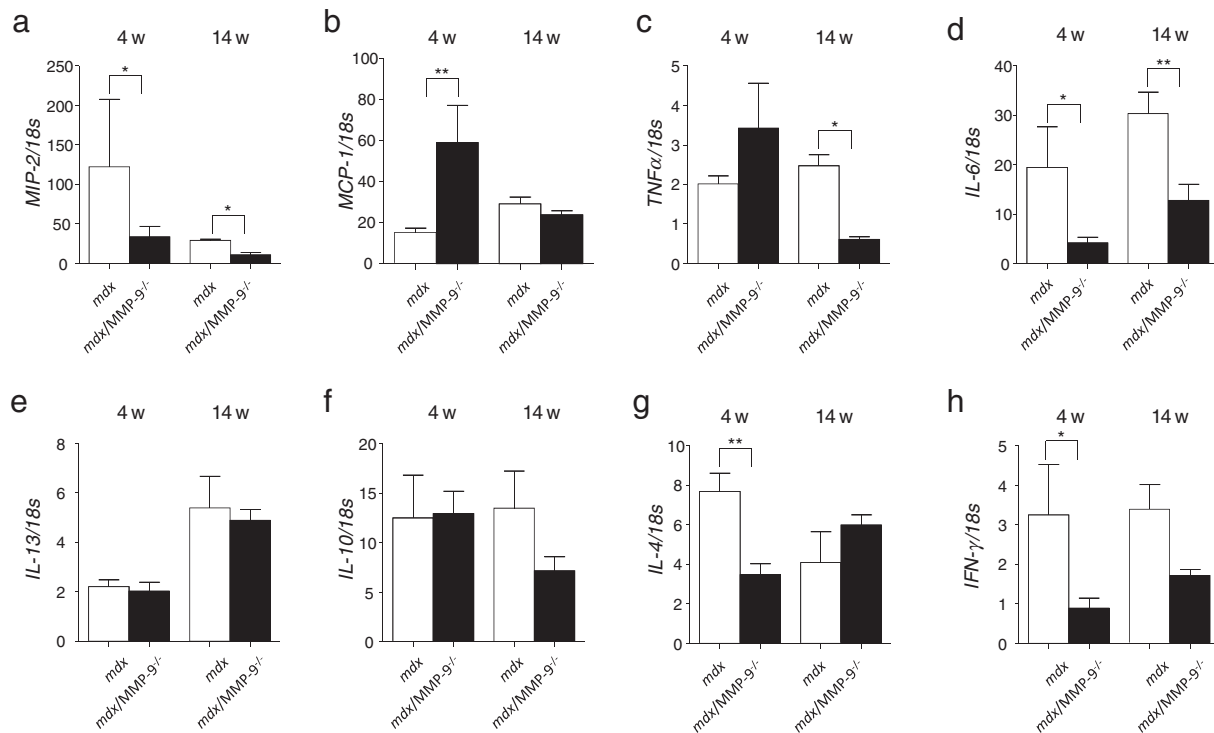 a
4 w
14 w
MIP-2/18s
250
200
150
100
50
0
*
*
mdx
mdx/MMP-9-/-
mdx
mdx/MMP-9-/-
b
4 w
14 w
MCP-1/18s
100
80
60
40
20
0
**
mdx
mdx/MMP-9-/-
mdx
mdx/MMP-9-/-
c
4 w
14 w
TNFα/18s
5
4
3
2
1
0
*
mdx
mdx/MMP-9-/-
mdx
mdx/MMP-9-/-
d
4 w
14 w
IL-6/18s
40
30
20
10
0
*
**
mdx
mdx/MMP-9-/-
mdx
mdx/MMP-9-/-
e
4 w
14 w
IL-13/18s
8
6
4
2
0
mdx
mdx/MMP-9-/-
mdx
mdx/MMP-9-/-
f
4 w
14 w
IL-10/18s
20
15
10
5
0
mdx
mdx/MMP-9-/-
mdx
mdx/MMP-9-/-
g
4 w
14 w
IL-4/18s
10
8
6
4
2
0
**
mdx
mdx/MMP-9-/-
mdx
mdx/MMP-9-/-
h
4 w
14 w
IFN-γ/18s
5
4
3
2
1
0
*
mdx
mdx/MMP-9-/-
mdx
mdx/MMP-9-/-